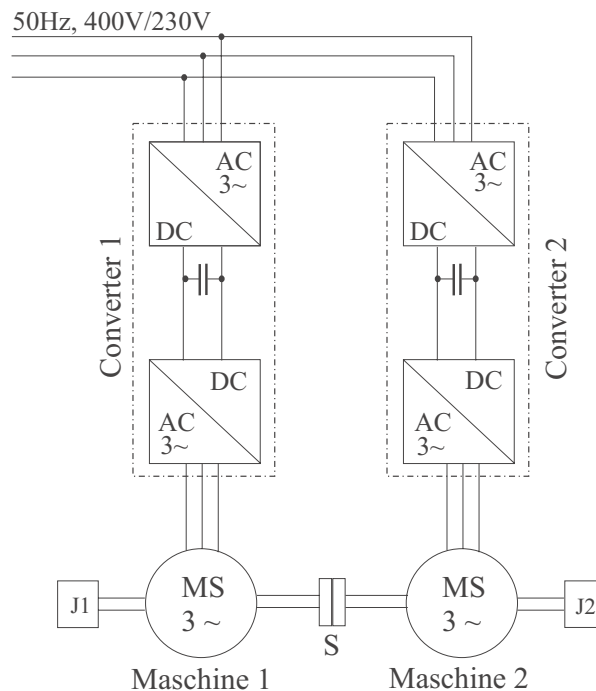 50Hz, 400V/230V
AC
3~
DC
Converter 1
DC
AC
3~
AC
3~
DC
Converter 2
DC
AC
3~
J1
MS
3 ~
S
MS
3 ~
J2
Maschine 1
Maschine 2